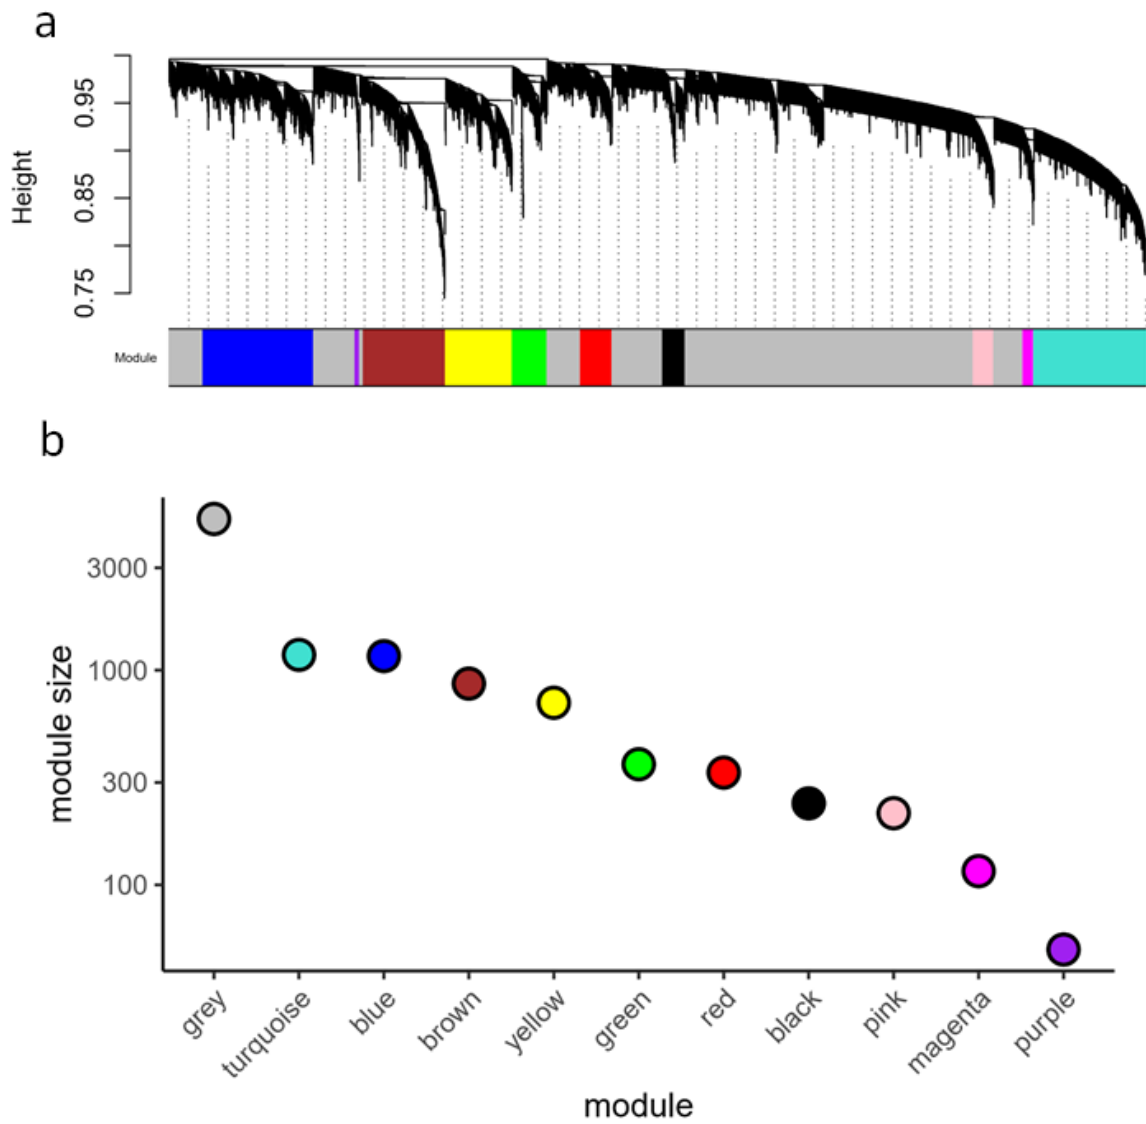 a
Height
0.95
0.85
0.75
Module
b
module size
3000
1000
300
100
grey
turquoise
blue
brown
yellow
green
red
black
pink
magenta
purple
module